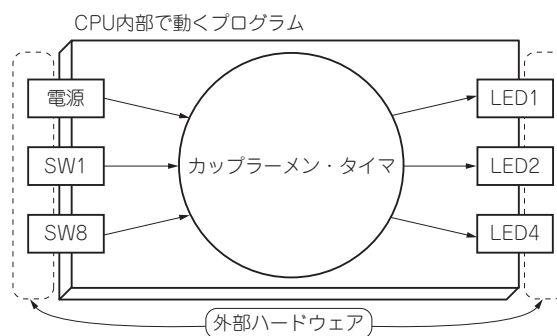 CPU内部で動くプログラム
電源
SW1
SW8
カップラーメン・タイマ
LED1
LED2
LED4
外部ハードウェア